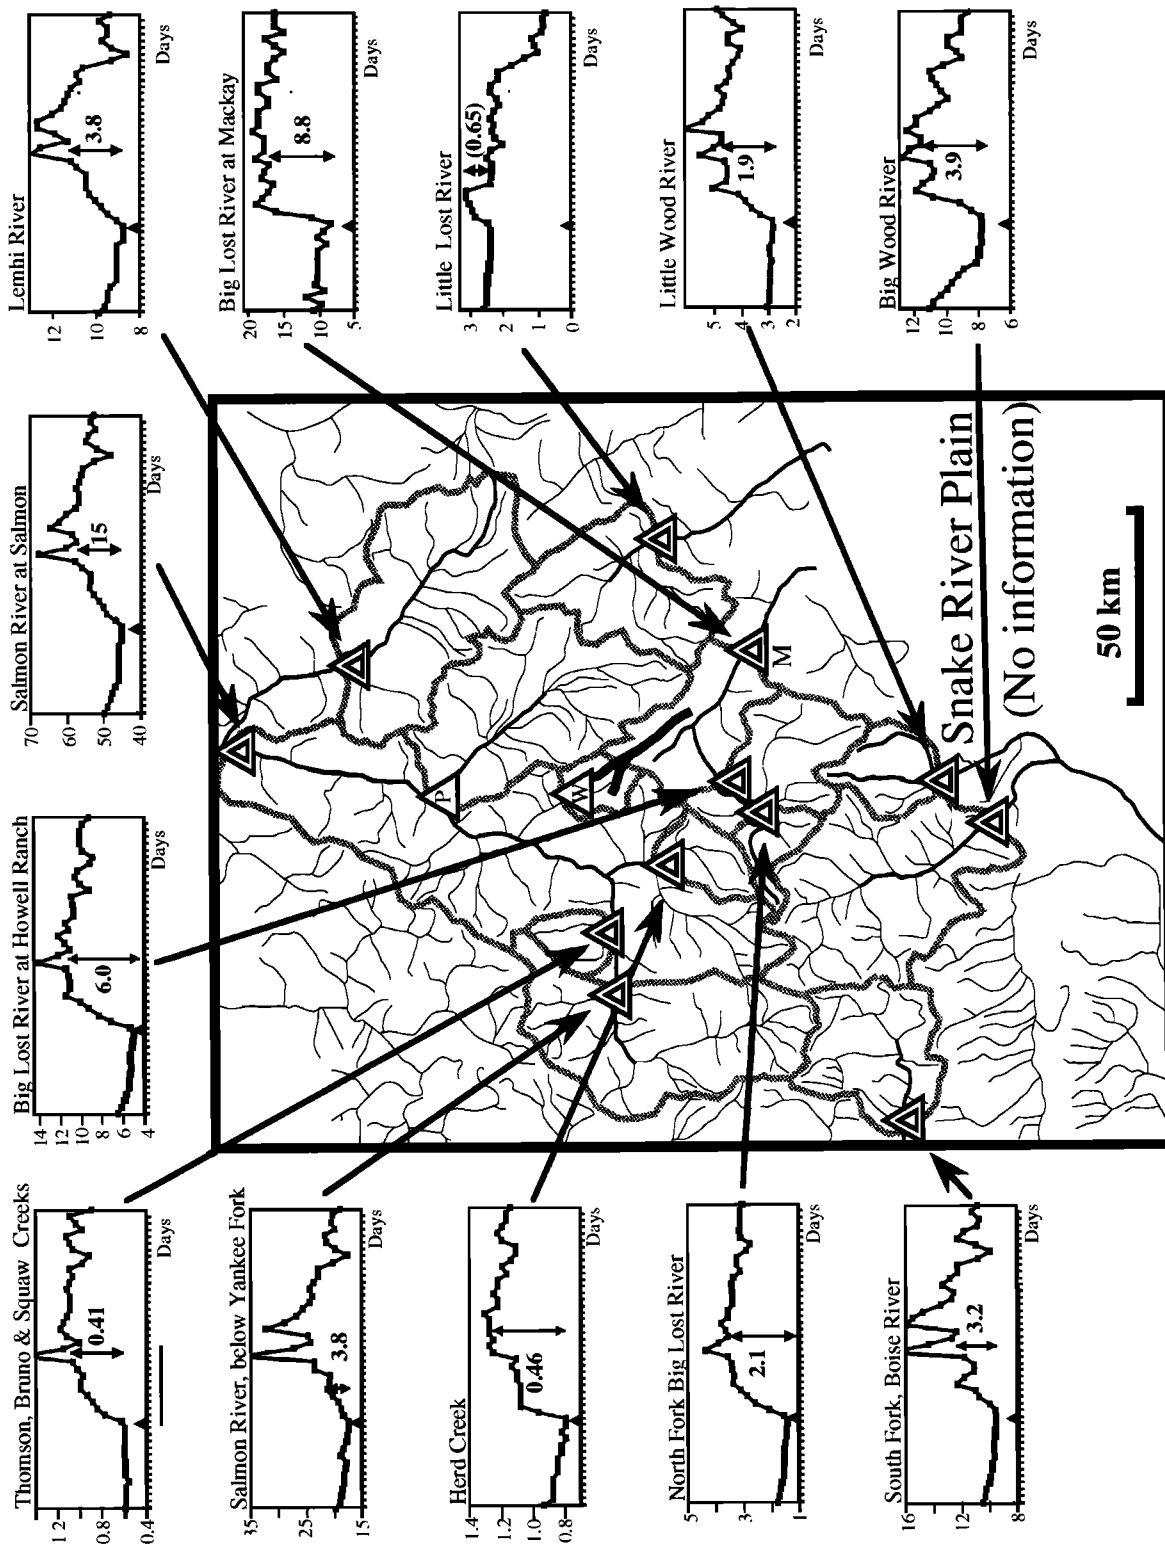 Thomson, Bruno & Squaw Creeks
1 2
0.8
0.4
0.41
Days
Big Lost River at Howell Ranch
14
12
10
8
6
4
6.0
Days
Salmon River at Salmon
70
60
50
40
15
Days
Lemhi River
12
10
8
3.8
Days
Salmon River, below Yankee Fork
35
25
15
3.8
Days
Big Lost River at Mackay
20
15
10
5
8.8
Days
Herd Creek
1.4
1.2
1.0
0.8
0.46
Days
Little Lost River
3
2
1
0
(0.65)
Days
North Fork Big Lost River
5
3
1
2.1
Days
Little Wood River
5
4
3
2
1.9
Days
South Fork, Boise River
16
12
8
3.2
Days
Big Wood River
12
10
8
6
3.9
Days
P
W
M
Snake River Plain
(No information)
50 km